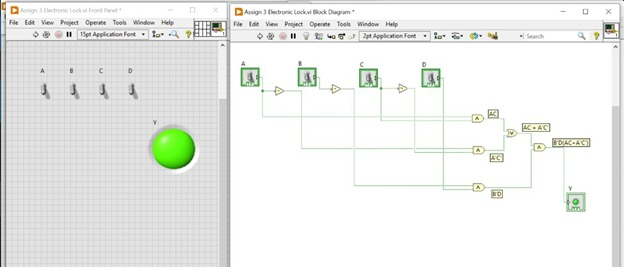 Assign 3 Electronic Lock.vi Front Panel *
File Edit View Project Operate Tools Window Help
15pt Application Font
A B C D
Y
Assign 3 Electronic Lock.vi Block Diagram *
File Edit View Project Operate Tools Window Help
2pt Application Font
Search
A B C D
AC
AC + A'C'
A'C'
B'D(AC+A'C')
B'D
Y